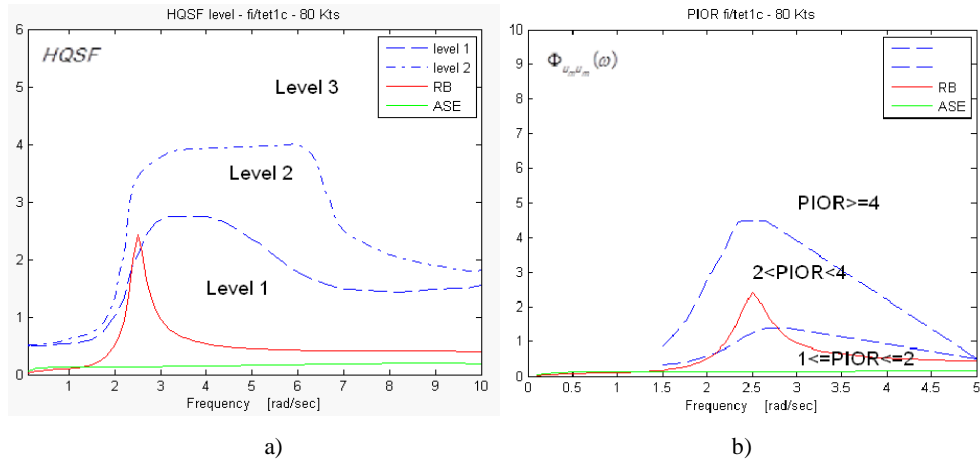 HQSF level - fi/tet1c - 80 Kts
HQSF
level 1
level 2
RB
ASE
Level 3
Level 2
Level 1
6
5
4
3
2
1
0
1 2 3 4 5 6 7 8 9 10
Frequency [rad/sec]
a)
PIOR fi/tet1c - 80 Kts
Φuₘuₘ(ω)
RB
ASE
PIOR>=4
2<PIOR<4
1<=PIOR<=2
10
9
8
7
6
5
4
3
2
1
0
0 0.5 1 1.5 2 2.5 3 3.5 4 4.5 5
Frequency [rad/sec]
b)